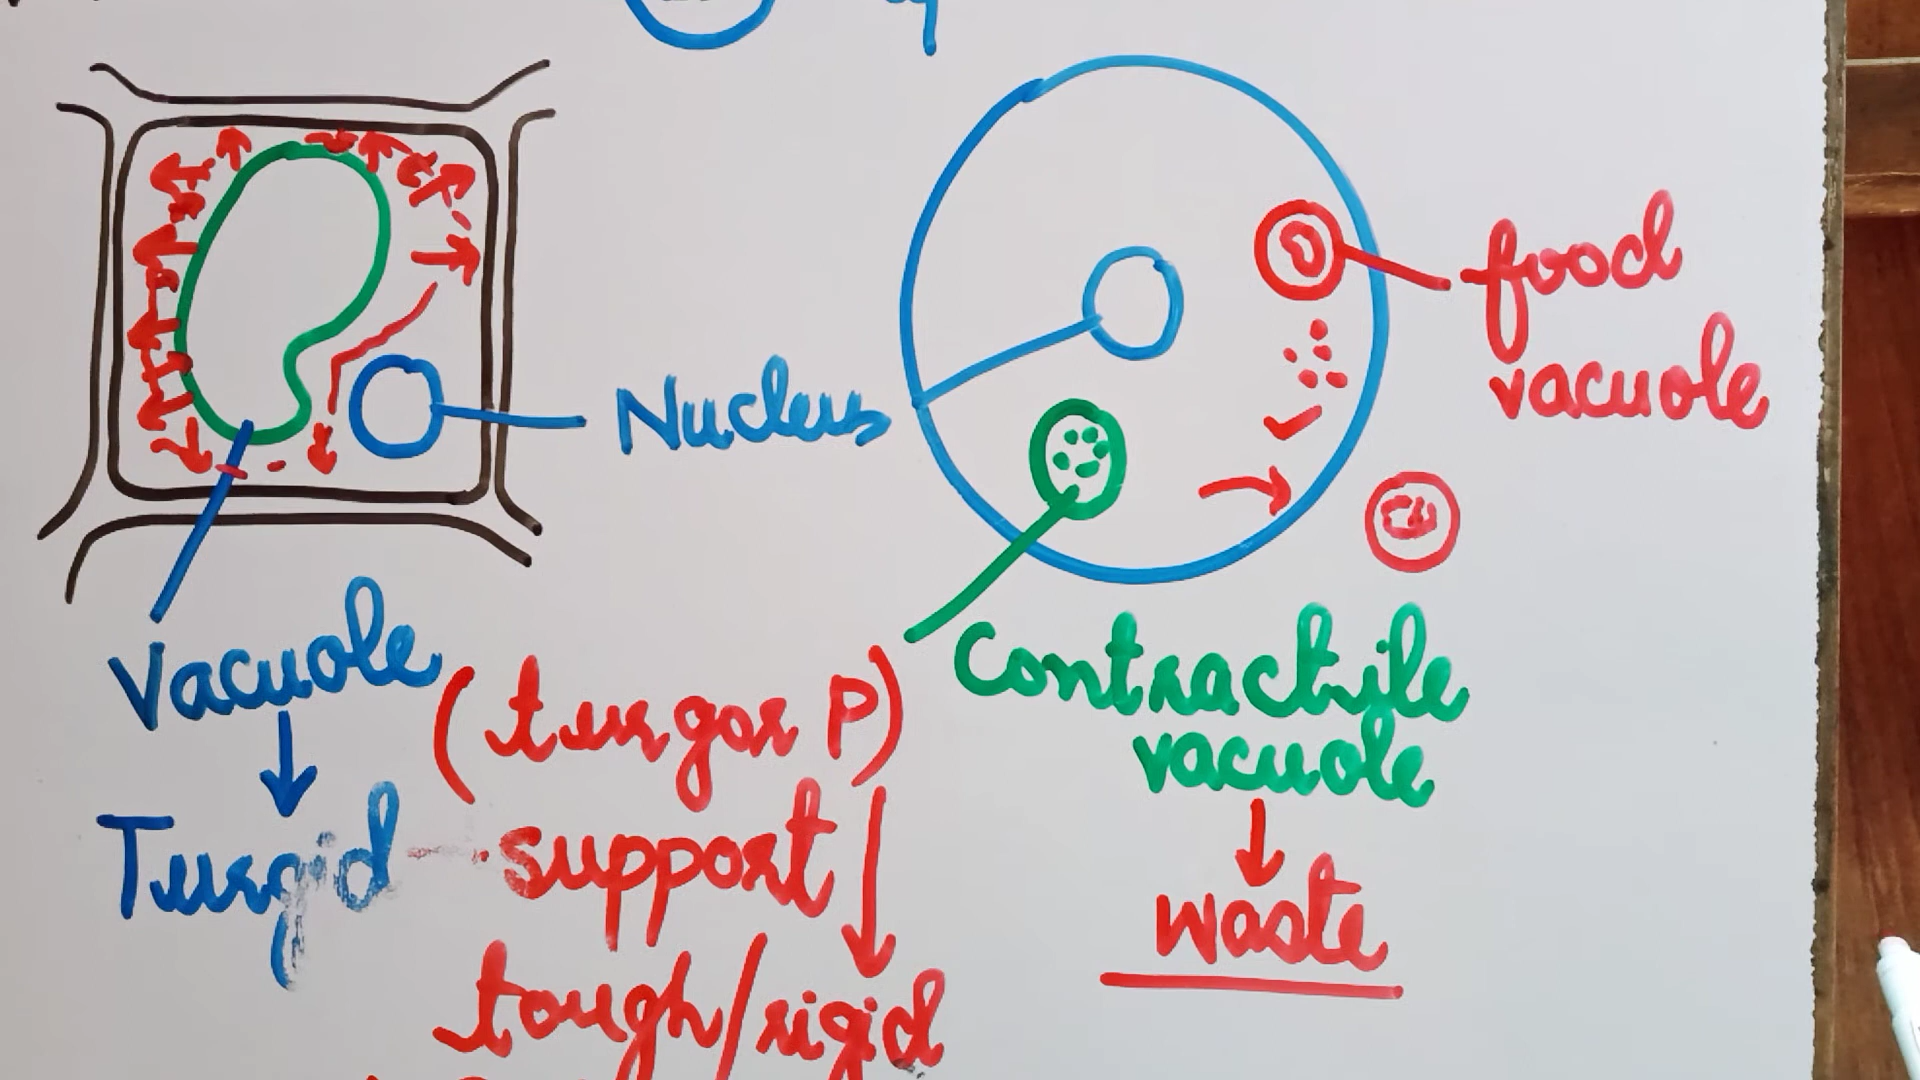 Nucleus
food
vacuole
Vacuole
(turgor P)
Contractile
vacuole
Turgid
support
waste
tough/rigid